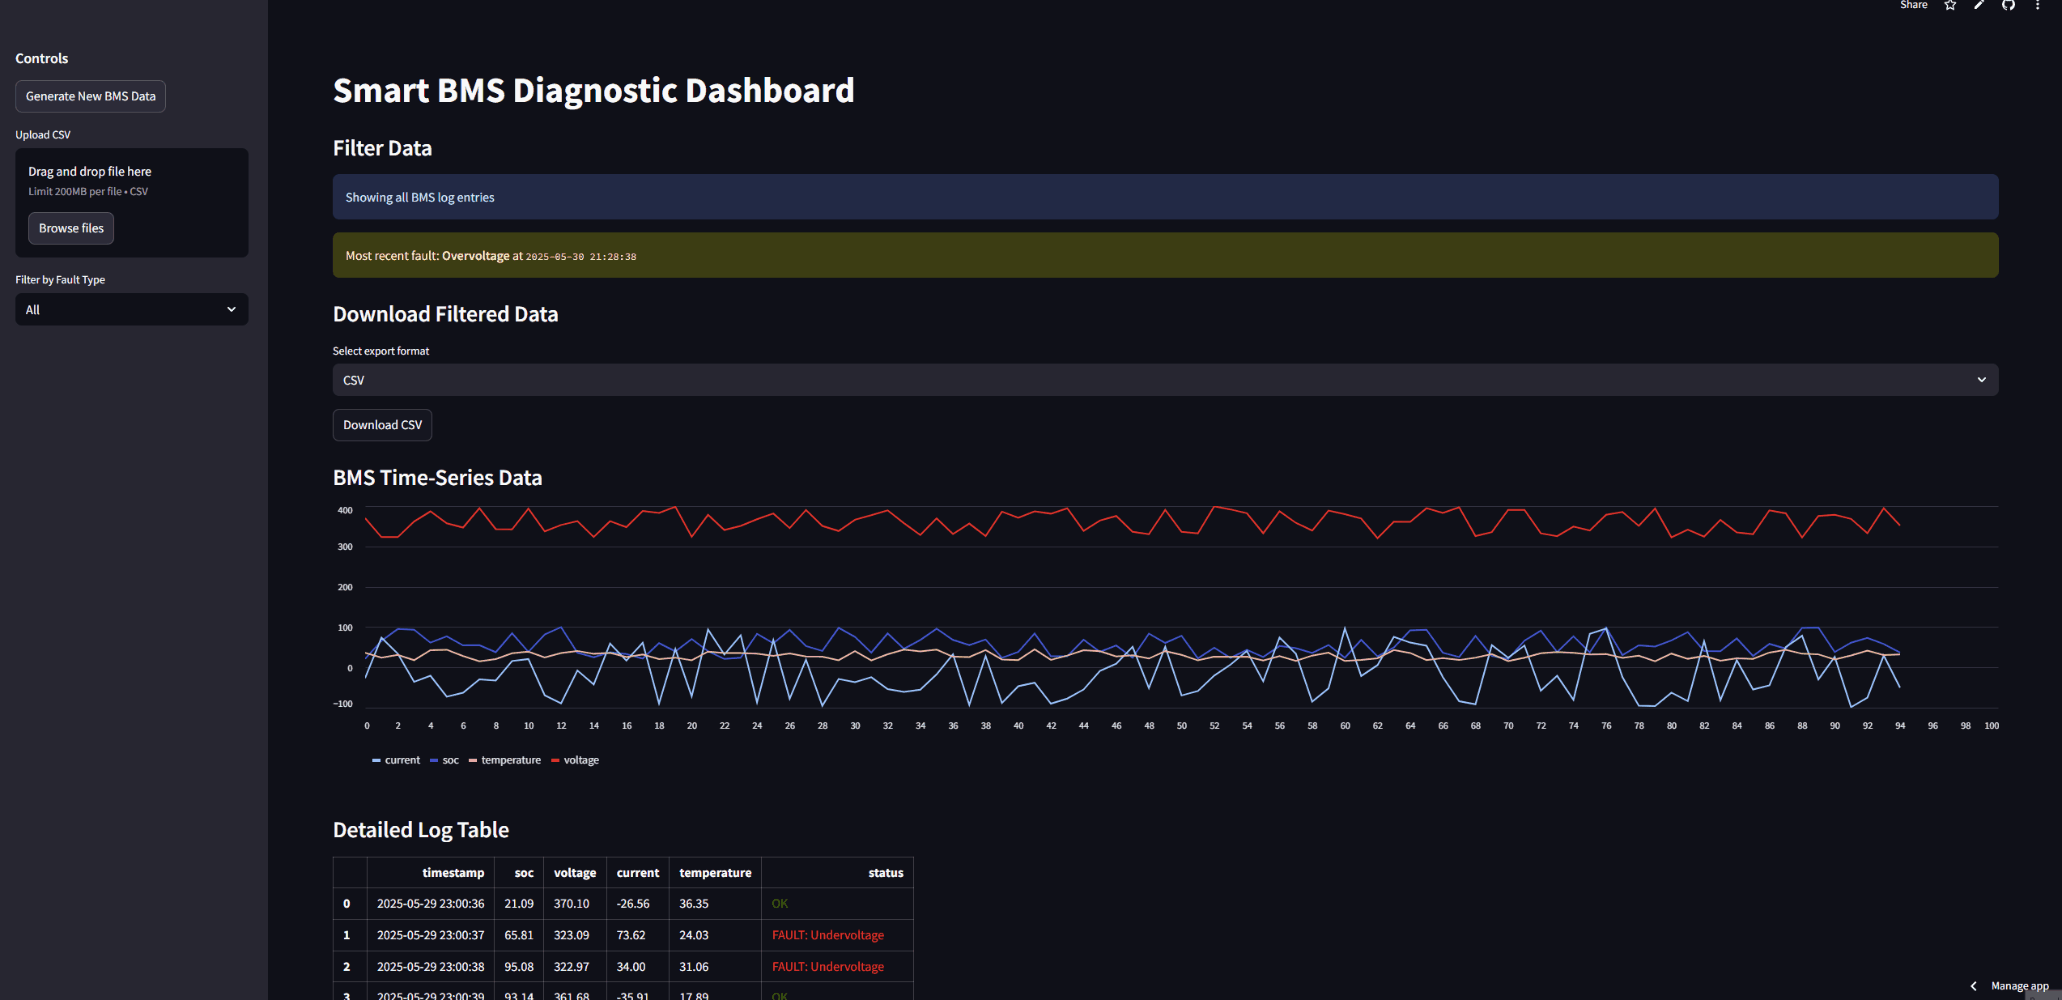 Share
Controls
Generate New BMS Data
Upload CSV
Drag and drop file here
Limit 200MB per file • CSV
Browse files
Filter by Fault Type
All
Smart BMS Diagnostic Dashboard
Filter Data
Showing all BMS log entries
Most recent fault: Overvoltage at 2025-05-30 21:28:38
Download Filtered Data
Select export format
CSV
Download CSV
BMS Time-Series Data
400
300
200
100
0
−100
0 2 4 6 8 10 12 14 16 18 20 22 24 26 28 30 32 34 36 38 40 42 44 46 48 50 52 54 56 58 60 62 64 66 68 70 72 74 76 78 80 82 84 86 88 90 92 94 96 98 100
current soc temperature voltage
Detailed Log Table
timestamp soc voltage current temperature status
0 2025-05-29 23:00:36 21.09 370.10 -26.56 36.35 OK
1 2025-05-29 23:00:37 65.81 323.09 73.62 24.03 FAULT: Undervoltage
2 2025-05-29 23:00:38 95.08 322.97 34.00 31.06 FAULT: Undervoltage
3 2025-05-29 23:00:39 93.14 361.68 -35.91 17.89 OK
Manage app